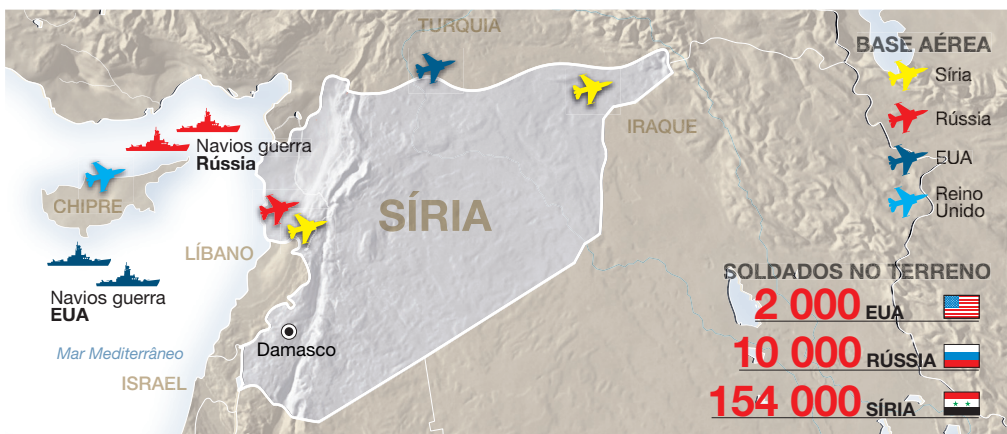 TURQUIA
BASE AÉREA
Síria
Rússia
EUA
Reino
Unido
IRAQUE
Navios guerra
Rússia
CHIPRE
SÍRIA
LÍBANO
Navios guerra
EUA
Damasco
Mar Mediterrâneo
ISRAEL
SOLDADOS NO TERRENO
2 000 EUA
10 000 RÚSSIA
154 000 SÍRIA